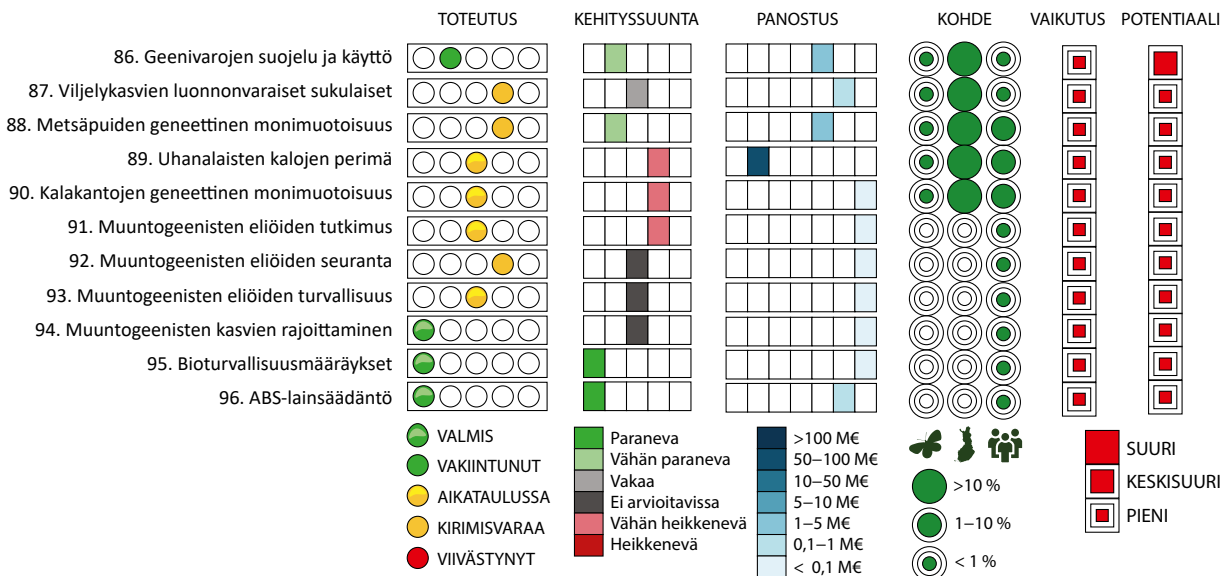 TOTEUTUS KEHITYSSUUNTA PANOSTUS KOHDE VAIKUTUS POTENTIAALI
86. Geenivarojen suojelu ja käyttö
87. Viljelykasvien luonnonvaraiset sukulaiset
88. Metsäpuiden geneettinen monimuotoisuus
89. Uhanalaisten kalojen perimä
90. Kalakantojen geneettinen monimuotoisuus
91. Muuntogeenisten eliöiden tutkimus
92. Muuntogeenisten eliöiden seuranta
93. Muuntogeenisten eliöiden turvallisuus
94. Muuntogeenisten kasvien rajoittaminen
95. Bioturvallisuusmääräykset
96. ABS-lainsäädäntö
VALMIS
VAKIINTUNUT
AIKATAULUSSA
KIRIMISVARAA
VIIVÄSTYNYT
Paraneva
Vähän paraneva
Vakaa
Ei arvioitavissa
Vähän heikkenevä
Heikkenevä
>100 M€
50–100 M€
10–50 M€
5–10 M€
1–5 M€
0,1–1 M€
< 0,1 M€
>10 %
1–10 %
< 1 %
SUURI
KESKISUURI
PIENI